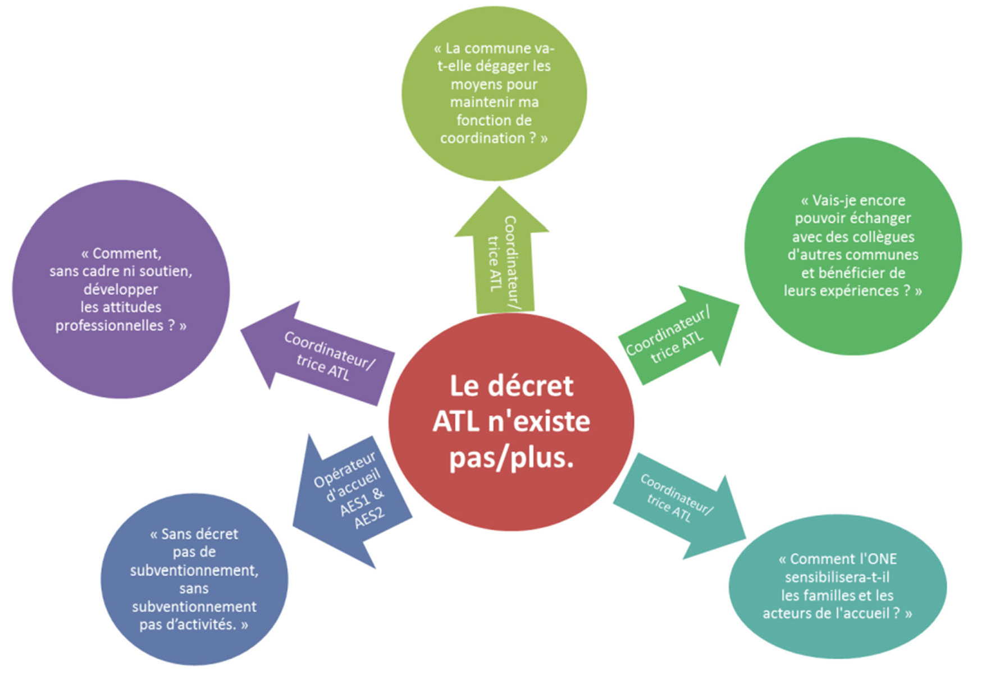 « La commune va-
t-elle dégager les
moyens pour
maintenir ma
fonction de
coordination ? »
Coordinateur/
trice ATL
« Vais-je encore
pouvoir échanger
avec des collègues
d'autres communes
et bénéficier de
leurs expériences ? »
Coordinateur/
trice ATL
« Comment,
sans cadre ni soutien,
développer
les attitudes
professionnelles ? »
Coordinateur/
trice ATL
Le décret
ATL n'existe
pas/plus.
Opérateur
d'accueil
AES1 &
AES2
« Sans décret
pas de
subventionnement,
sans
subventionnement
pas d’activités. »
Coordinateur/
trice ATL
« Comment l'ONE
sensibilisera-t-il
les familles et les
acteurs de l'accueil ? »